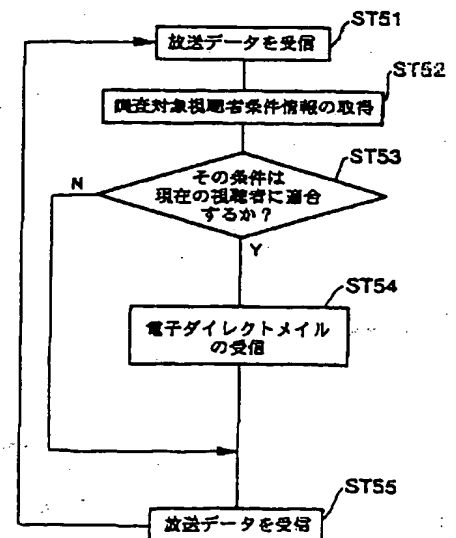 ST51
放送データを受信
ST52
調査対象視聴者条件情報の取得
ST53
その条件は
現在の視聴者に適合
するか？
N
Y
ST54
電子ダイレクトメイル
の受信
ST55
放送データを受信